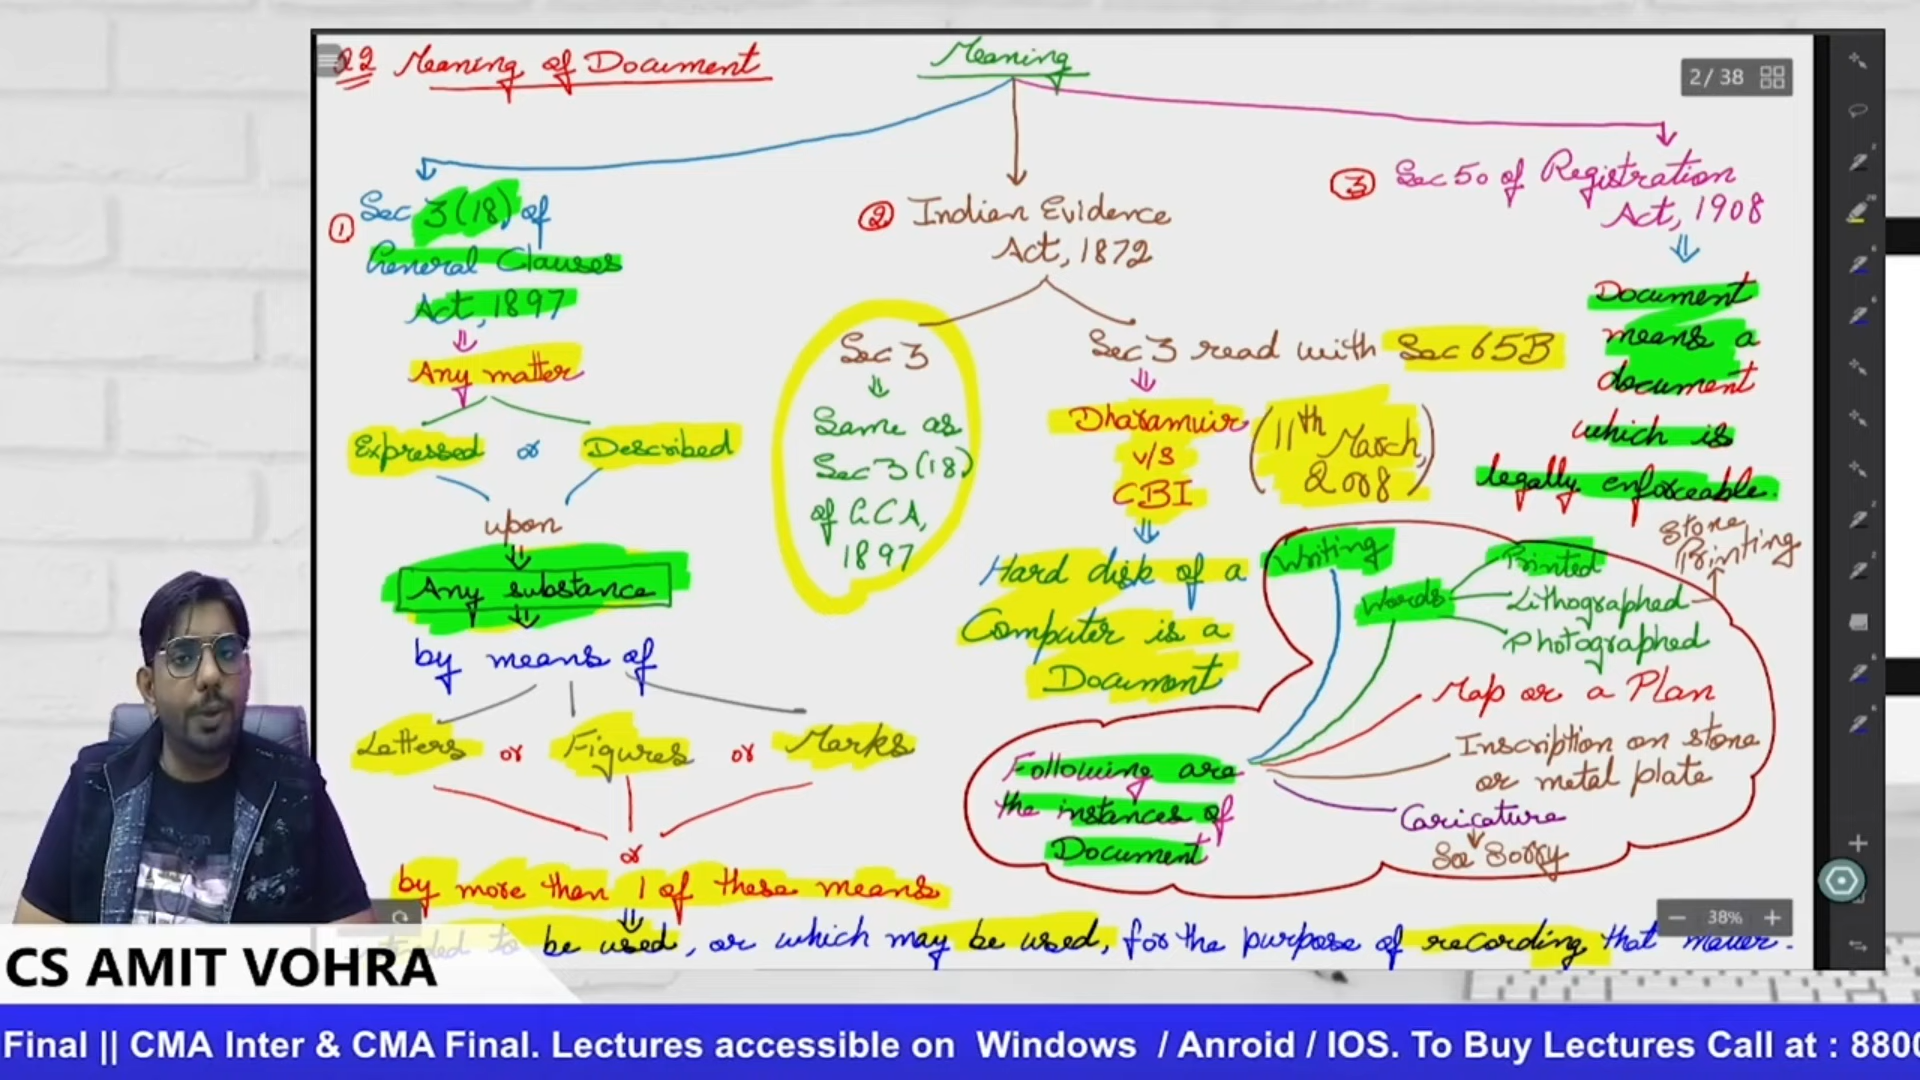 Q2 Meaning of Document
Meaning
2 / 38
① Sec 3(18) of
General Clauses
Act, 1897
Any matter
Expressed or Described
upon
Any substance
by means of
Letters or Figures or Marks
or
by more than 1 of these means
be used, or which may be used, for the purpose of recording that matter.
② Indian Evidence
Act, 1872
Sec 3
Same as
Sec 3(18)
of GCA,
1897
Sec 3 read with Sec 65B
Dharamvir
v/s
CBI
(11th March,
2008)
Hard disk of a
Computer is a
Document
③ Sec 50 of Registration
Act, 1908
Document
means a
document
which is
legally enforceable.
Following are
the instances of
Document
Writing
Words
Printed
Lithographed
Stone
Printing
Photographed
Map or a Plan
Inscription on stone
or metal plate
Caricature
38%
CS AMIT VOHRA
Final || CMA Inter & CMA Final. Lectures accessible on Windows / Anroid / IOS. To Buy Lectures Call at : 8800